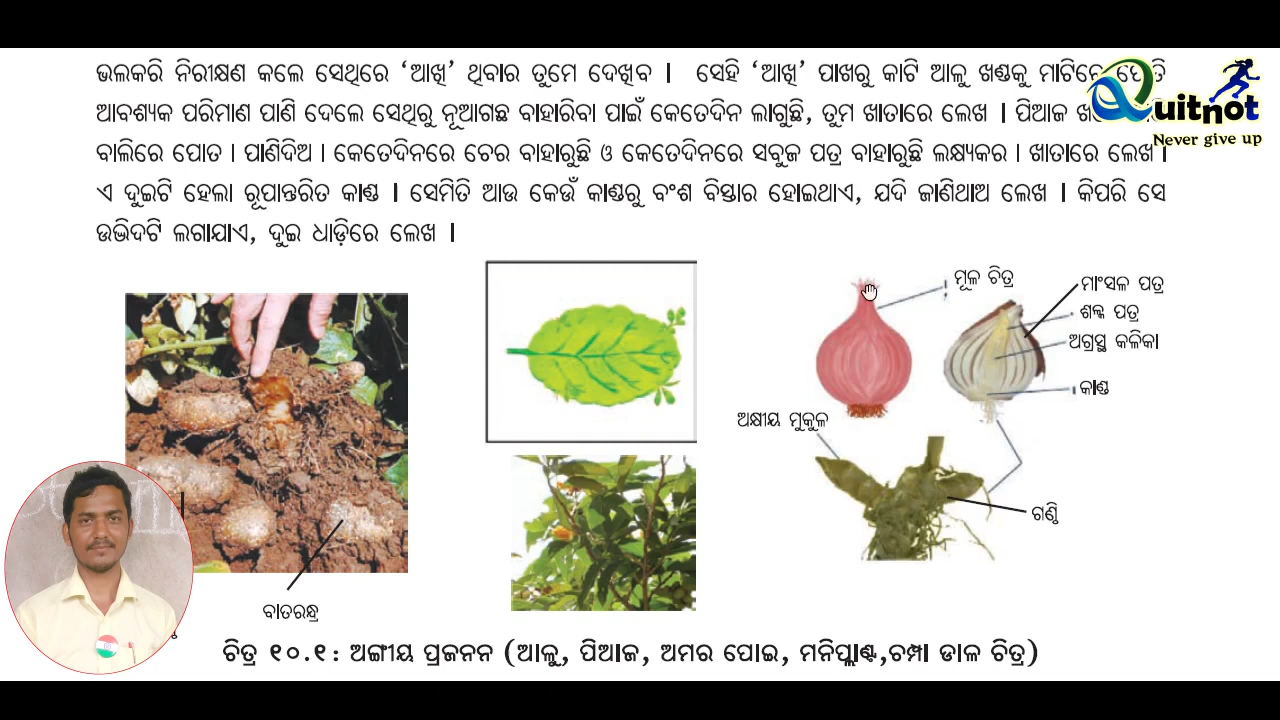 ଭଲକରି ନିରୀକ୍ଷଣ କଲେ ସେଥିରେ ‘ଆଖି’ ଥିବାର ତୁମେ ଦେଖିବ । ସେହି ‘ଆଖି’ ପାଖରୁ କାଟି ଆଳୁ ଖଣ୍ଡକୁ
ଆବଶ୍ୟକ ପରିମାଣ ପାଣି ଦେଲେ ସେଥିରୁ ନୂଆଗଛ ବାହାରିବା ପାଇଁ କେତେଦିନ ଲାଗୁଛି, ତୁମ ଖାତାରେ ଲେଖ । ପିଆଜ
ବାଲିରେ ପୋତ । ପାଣିଦିଅ । କେତେଦିନରେ ଚେର ବାହାରୁଛି ଓ କେତେଦିନରେ ସବୁଜ ପତ୍ର ବାହାରୁଛି ଲକ୍ଷ୍ୟକର । ଖାତାରେ ଲେଖ ।
ଏ ଦୁଇଟି ହେଲା ରୂପାନ୍ତରିତ କାଣ୍ଡ । ସେମିତି ଆଉ କେଉଁ କାଣ୍ଡରୁ ବଂଶ ବିସ୍ତାର ହୋଇଥାଏ, ଯଦି ଜାଣିଥାଅ ଲେଖ । କିପରି ସେ
ଉଦ୍ଭିଦଟି ଲଗାଯାଏ, ଦୁଇ ଧାଡ଼ିରେ ଲେଖ ।
Quitnot
Never give up
ମୂଳ ଚିତ୍ର
ମାଂସଳ ପତ୍ର
ଶଳ୍କ ପତ୍ର
ଅଗ୍ରସ୍ଥ କଳିକା
କାଣ୍ଡ
ଅକ୍ଷୀୟ ମୁକୁଳ
ଗଣ୍ଠି
ବାତରନ୍ଧ୍ର
ଚିତ୍ର ୧୦.୧: ଅଙ୍ଗୀୟ ପ୍ରଜନନ (ଆଳୁ, ପିଆଜ, ଅମର ପୋଇ, ମନିପ୍ଲାଣ୍ଟ,ଚମ୍ପା ଡାଳ ଚିତ୍ର)